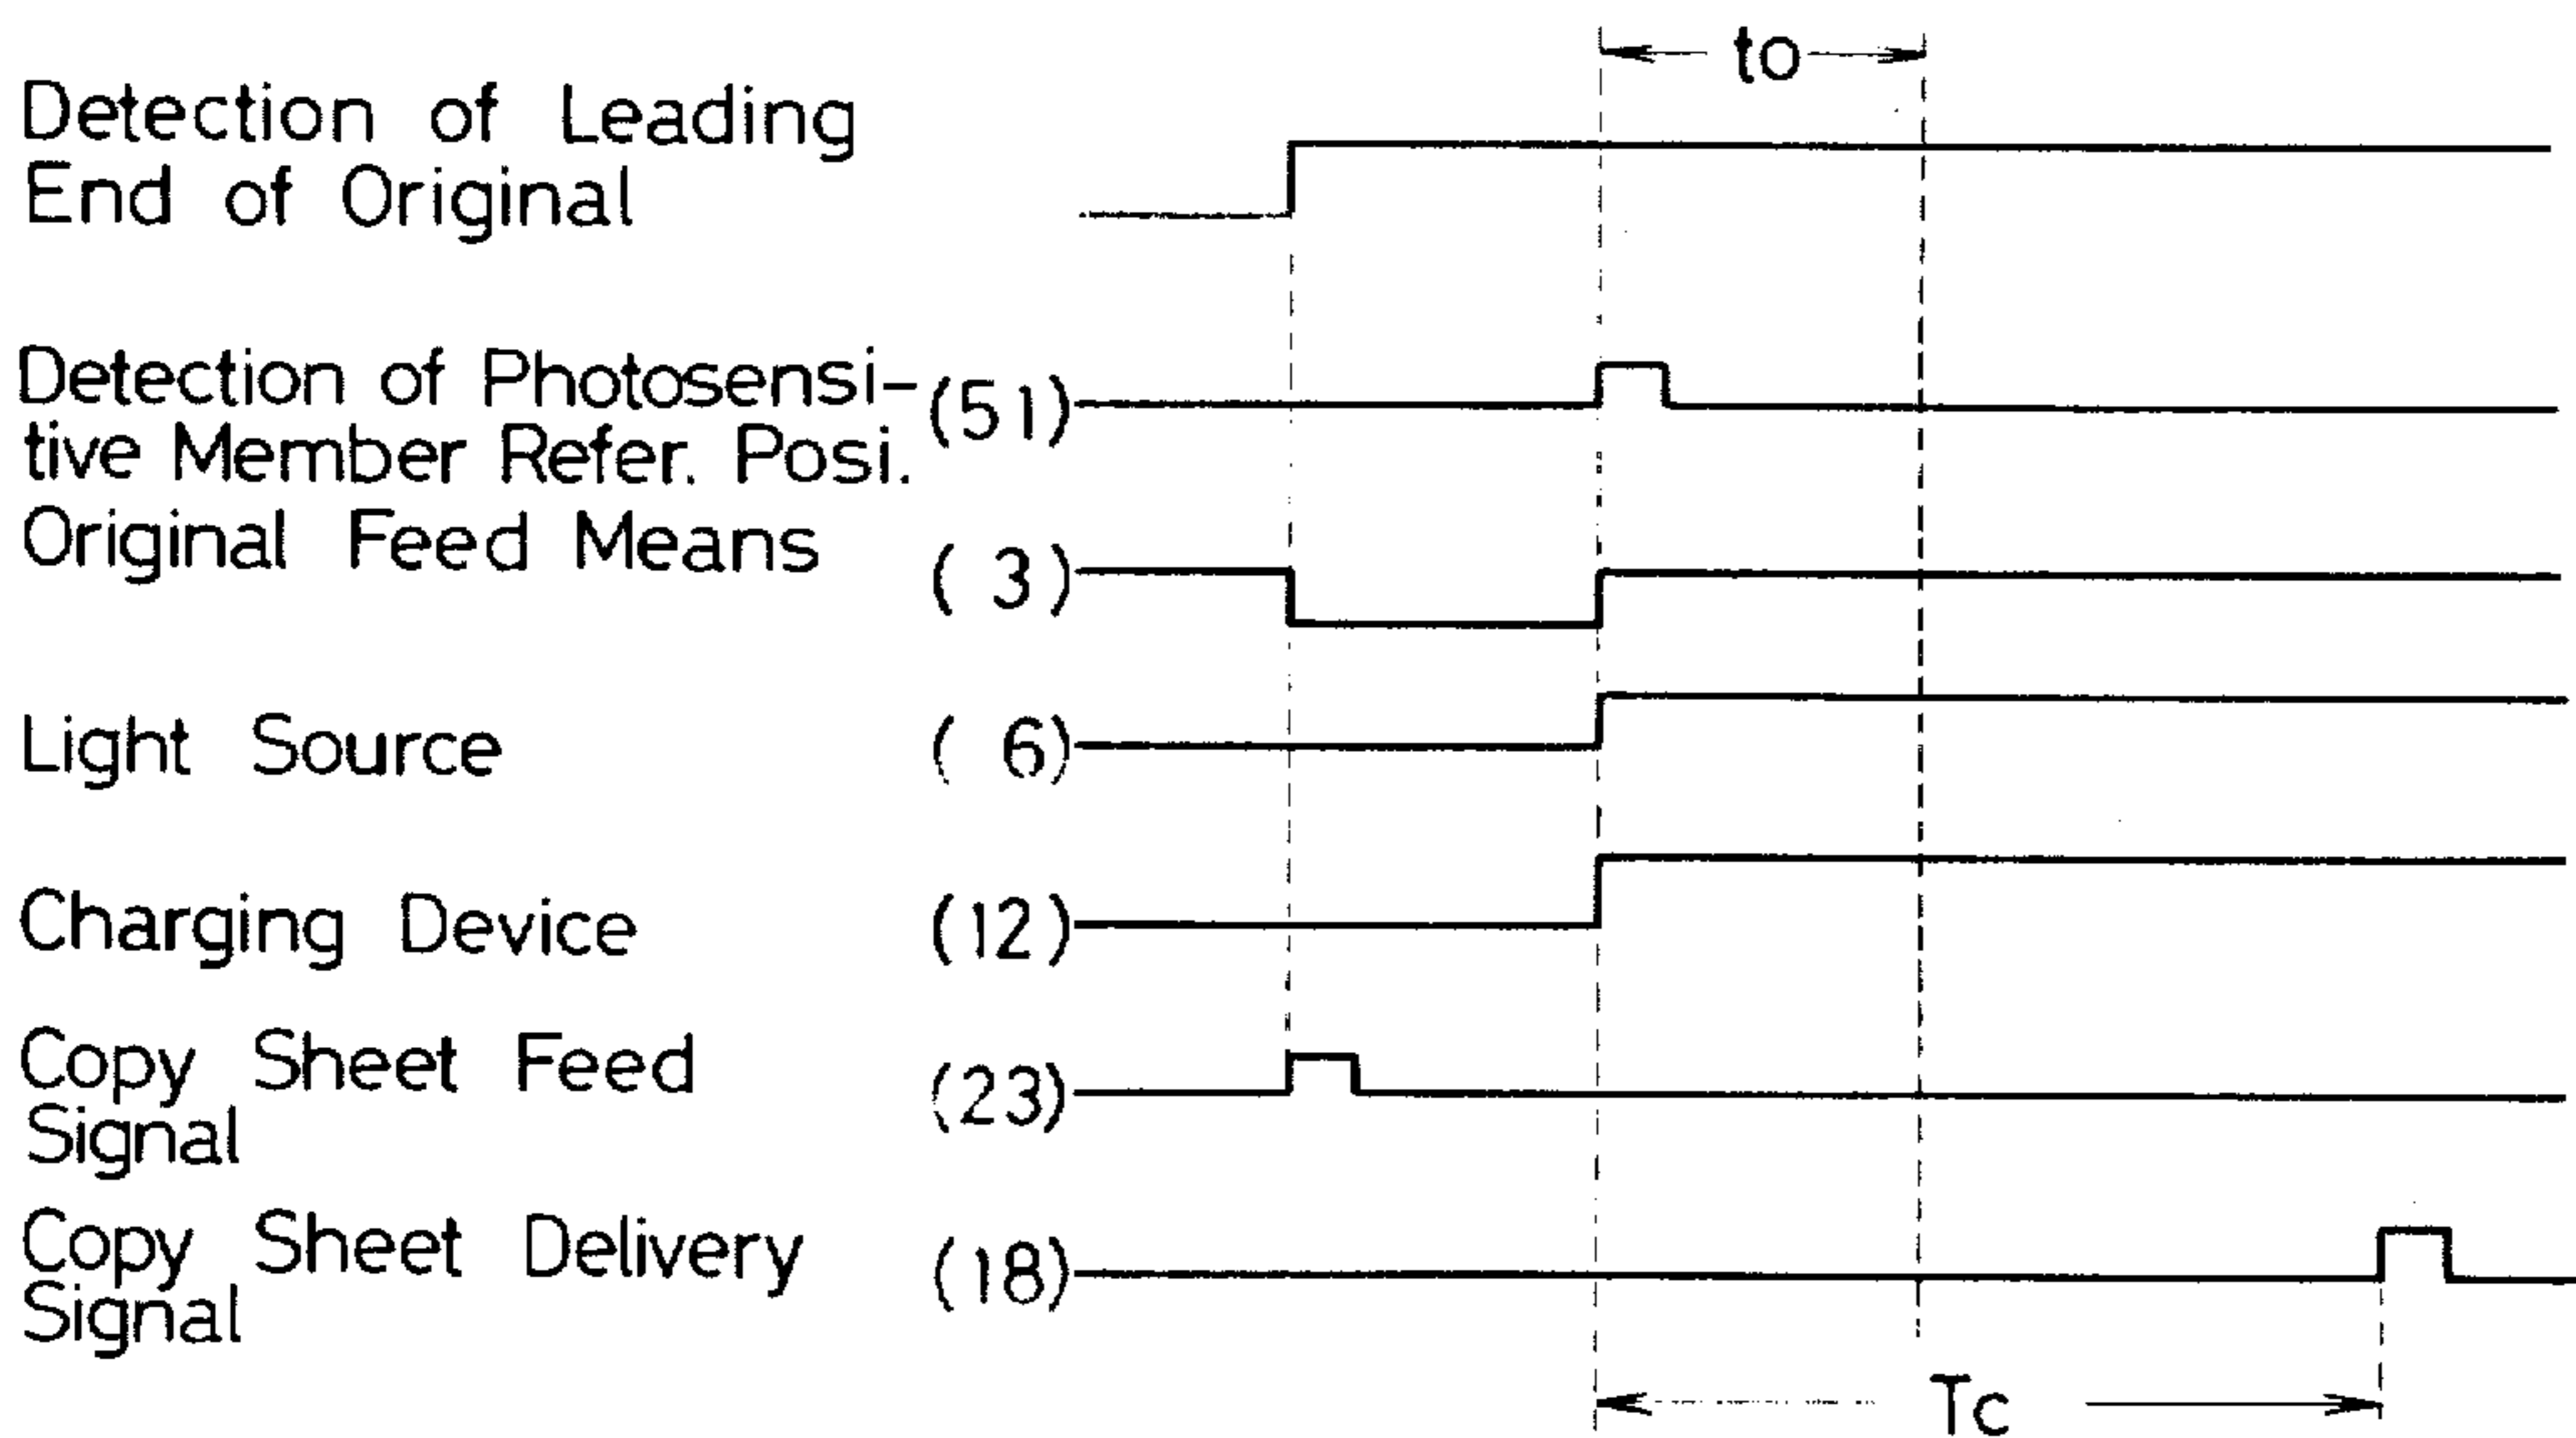 to
Detection of Leading
End of Original
Detection of Photosensi-
tive Member Refer. Posi. (51)
Original Feed Means (3)
Light Source (6)
Charging Device (12)
Copy Sheet Feed
Signal (23)
Copy Sheet Delivery
Signal (18)
Tc